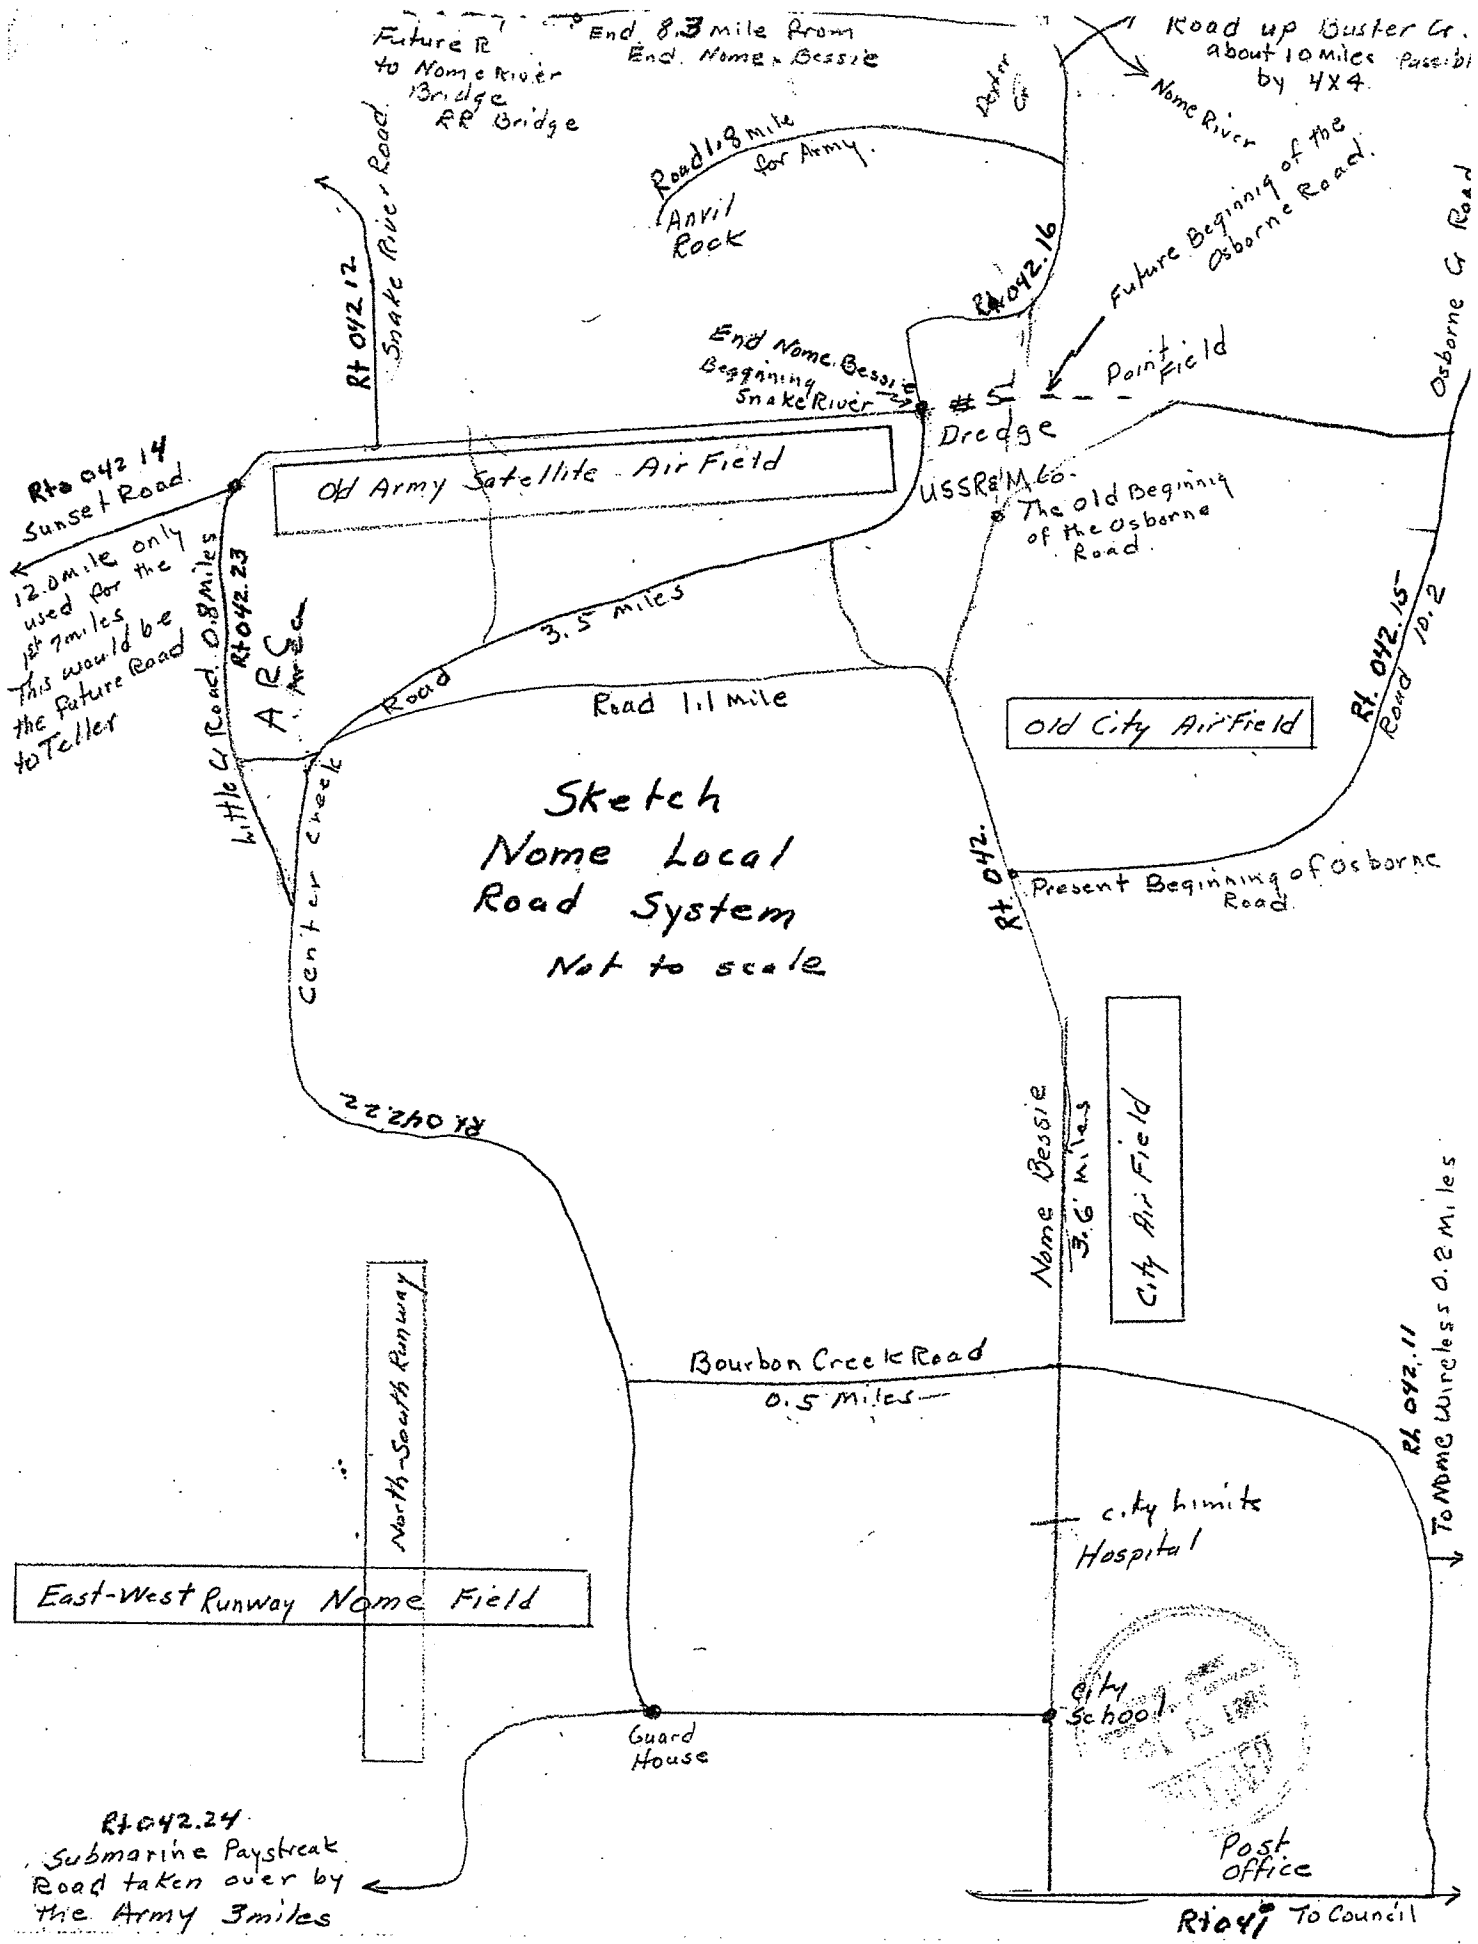 Future R
to Nome River
Bridge
RR Bridge
End 8.3 mile From
End. Nome. Bessie
Road up Buster Cr.
about 10 Miles Passibl
by 4X4.
Dexter
Cr
Nome River
Road 1.8 mile
for Army.
Anvil
Rock
Rt 042.12
Snake River Road
Rt 042.16
Future Beginnig of the
Osborne Road.
Osborne Cr Road
End Nome. Bessie
Beggnning
Snake River
#5
Dredge
Point
Field
USSR&M Co.
The old Beginnig
of the Osborne
Road.
Old Army Satellite Air Field
Rt. 042 14
Sunset Road.
12.0 mile only
used for the
1st 7 miles
This would be
the future Road
to Teller
Little Cr Road. 0.8 Miles
Rt 042.23
ARC
Area
3.5 miles
Road
Road 1.1 mile
Center Creek
Old City Air Field
Rt. 042.15
Road 10.2
Sketch
Nome Local
Road System
Not to scale
Rt 042.
Present Beginning of Osborne
Road.
Rt 042.22
Nome Bessie
3.6 Miles
City Air Field
North-South Runway
Bourbon Creek Road
0.5 Miles
Rt 042.11
To Nome Wireless 0.2 Miles
city Limits
Hospital
East-West Runway Nome Field
Guard
House
city
School
Rt 042.24
Submarine Paystreak
Road taken over by
the Army 3 miles
Post
office
Rt 041 To Council